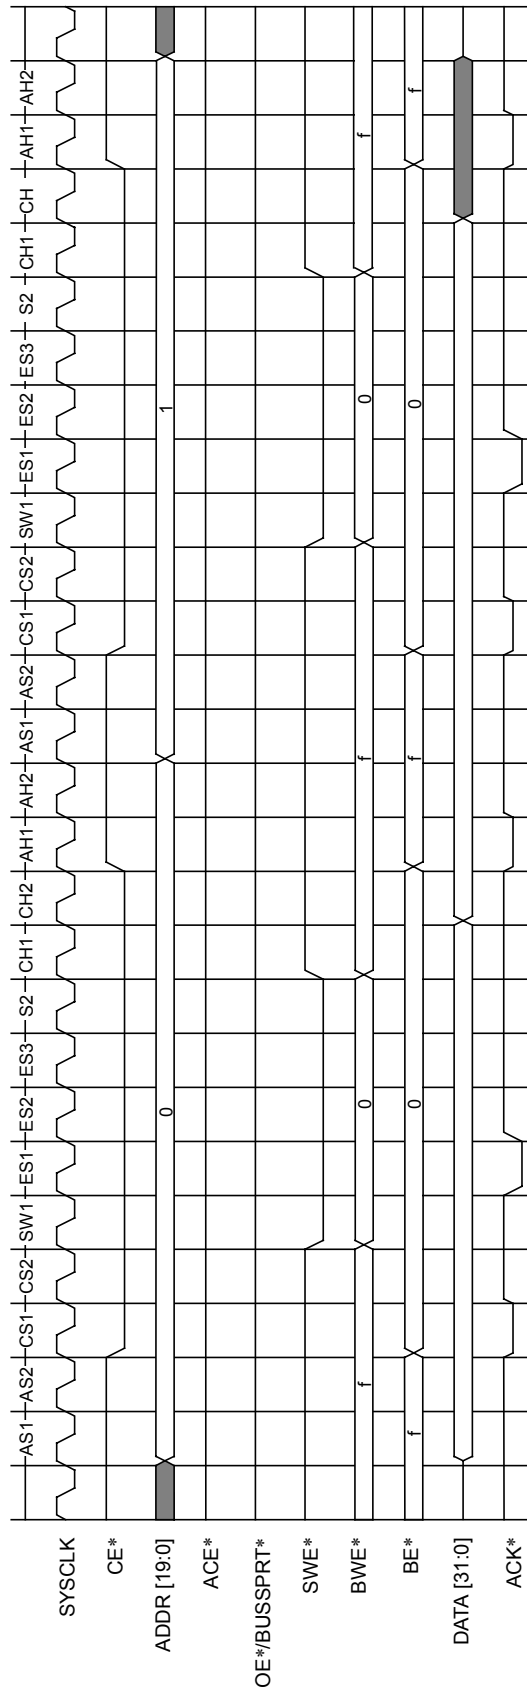 AS1 AS2 CS1 CS2 SW1 ES1 ES2 ES3 S2 CH1 CH2 AH1 AH2 AS1 AS2 CS1 CS2 SW1 ES1 ES2 ES3 S2 CH1 CH AH1 AH2
SYSCLK
CE*
ADDR [19:0] 0 1
ACE*
OE*/BUSSPRT*
SWE*
BWE* f 0 f 0 f
BE* f 0 f 0 f
DATA [31:0]
ACK*